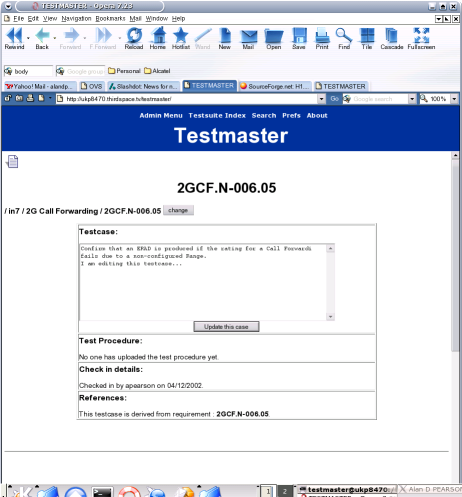 TESTMASTER - Opera 7.23
File Edit View Navigation Bookmarks Mail Window Help
Rewind Back Forward F.Forward Reload Home Hotlist Wand New Mail Open Save Print Find Tile Cascade Fullscreen
body Google groups Personal Alcatel
Yahoo! Mail - alandp... OVS Slashdot: News for n... TESTMASTER SourceForge.net: H1... TESTMASTER
http://ukp8470.thirdspace.tv/testmaster/ Go Google search 100%
Admin Menu Testsuite Index Search Prefs About
Testmaster
2GCF.N-006.05
/ in7 / 2G Call Forwarding / 2GCF.N-006.05 change
Testcase:
Confirm that an ERAD is produced if the rating for a Call Forwardi
fails due to a non-configured Range.
I am editing this testcase...
Update this case
Test Procedure:
No one has uploaded the test procedure yet.
Check in details:
Checked in by apearson on 04/12/2002.
References:
This testcase is derived from requirement : 2GCF.N-006.05
1 2 testmaster@ukp8470: Alan D PEARSO